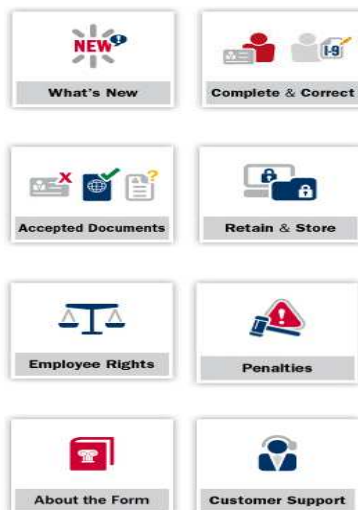 NEW!
What's New
I-9
Complete & Correct
Accepted Documents
?
Retain & Store
Employee Rights
!
Penalties
About the Form
Customer Support